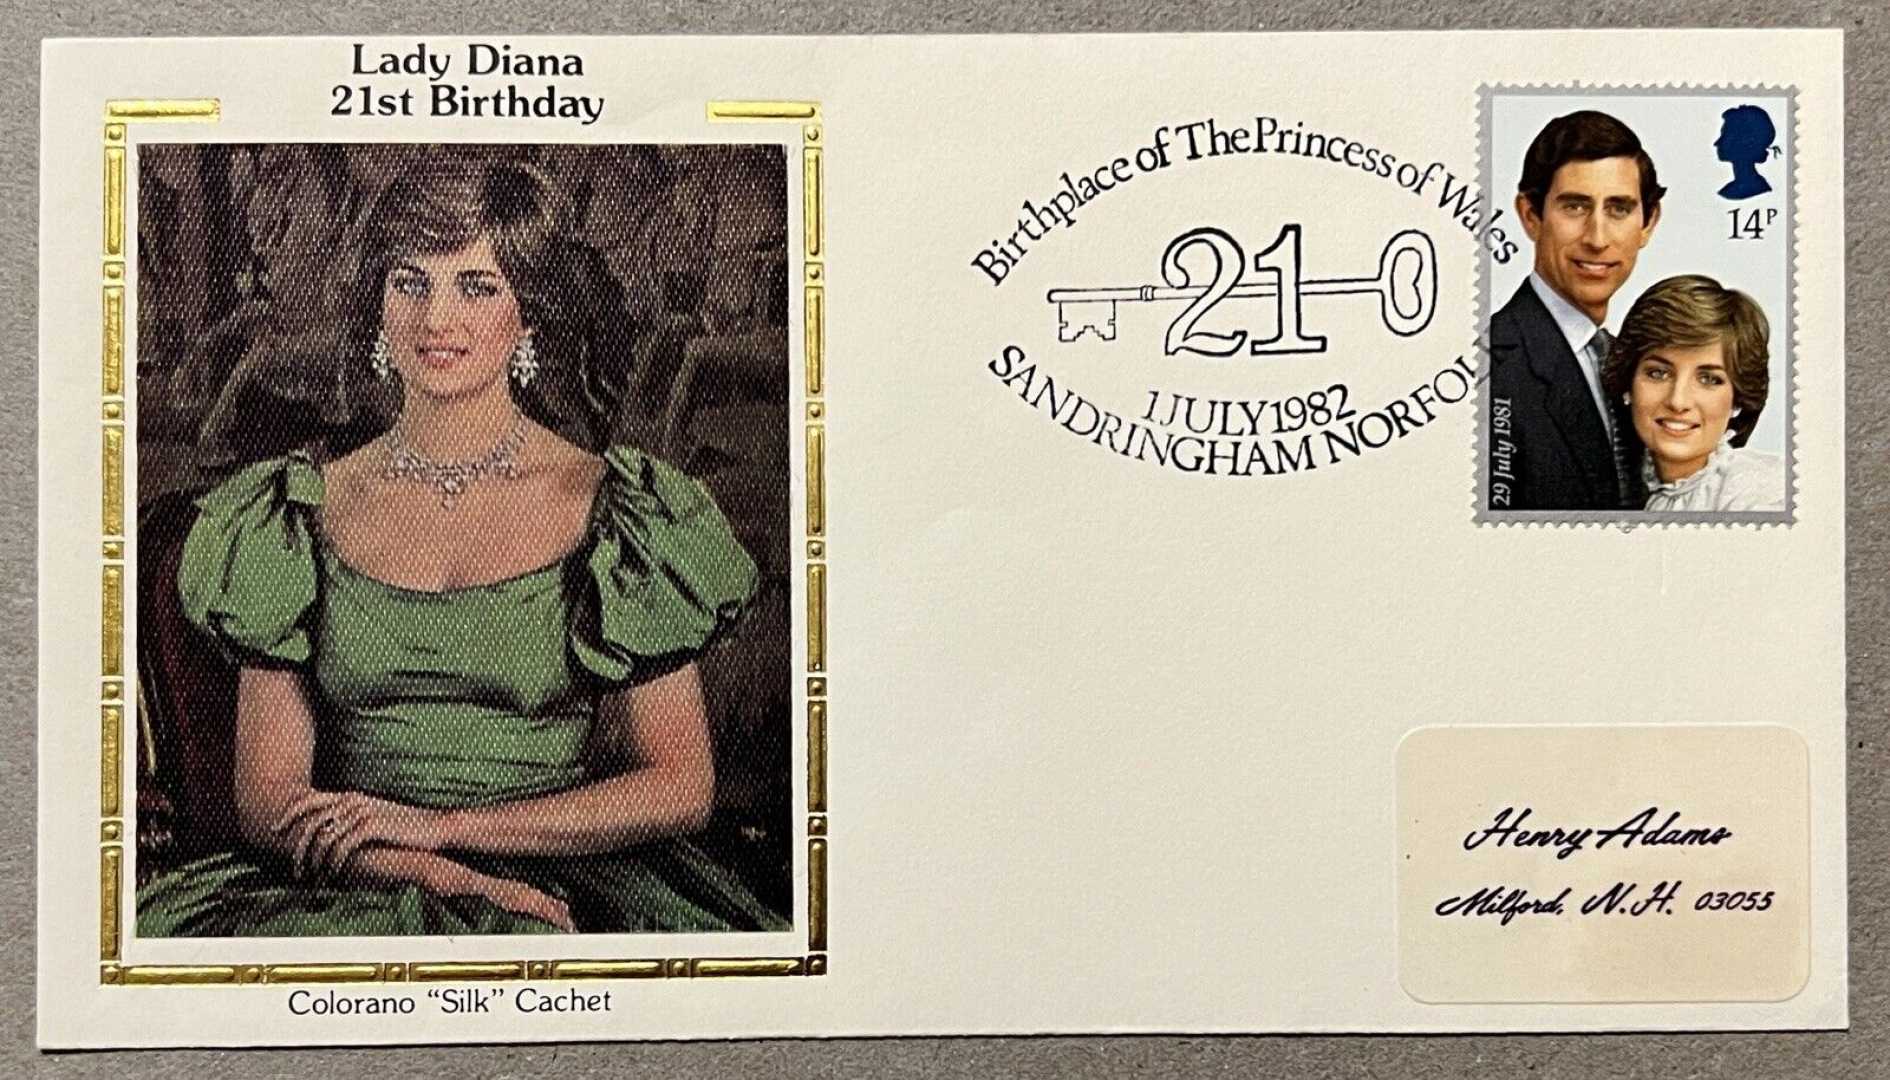 Lady Diana
21st Birthday
Colorano “Silk” Cachet
Birthplace of The Princess of Wales
21
1 JULY 1982
SANDRINGHAM NORFOLK
14P
29 July 1981
Henry Adams
Milford, N.H. 03055